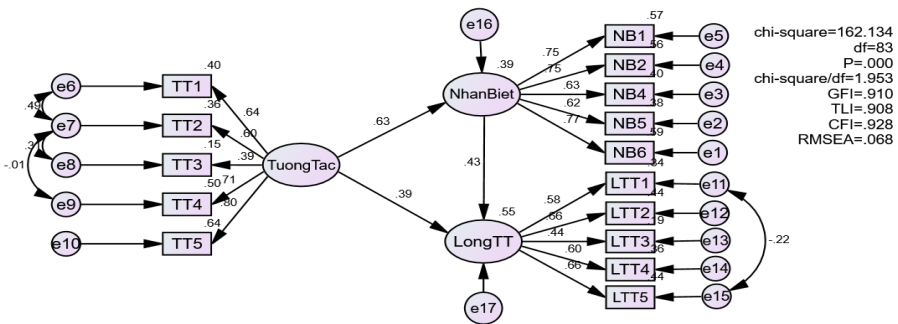 chi-square=162.134
df=83
P=.000
chi-square/df=1.953
GFI=.910
TLI=.908
CFI=.928
RMSEA=.068
e16
.39
NhanBiet
.57
NB1
e5
.75
.56
NB2
e4
.75
.40
NB4
e3
.63
.38
NB5
e2
.62
.59
NB6
e1
.77
e6
.40
TT1
.64
.49
e7
.36
TT2
.60
e8
.15
TT3
.39
-.01
e9
.50
TT4
.71
e10
.64
TT5
.80
TuongTac
.63
.39
.43
.55
LongTT
e17
.34
LTT1
e11
.58
.44
LTT2
e12
.66
LTT3
e13
.44
.36
LTT4
e14
.60
.44
LTT5
e15
.66
-.22